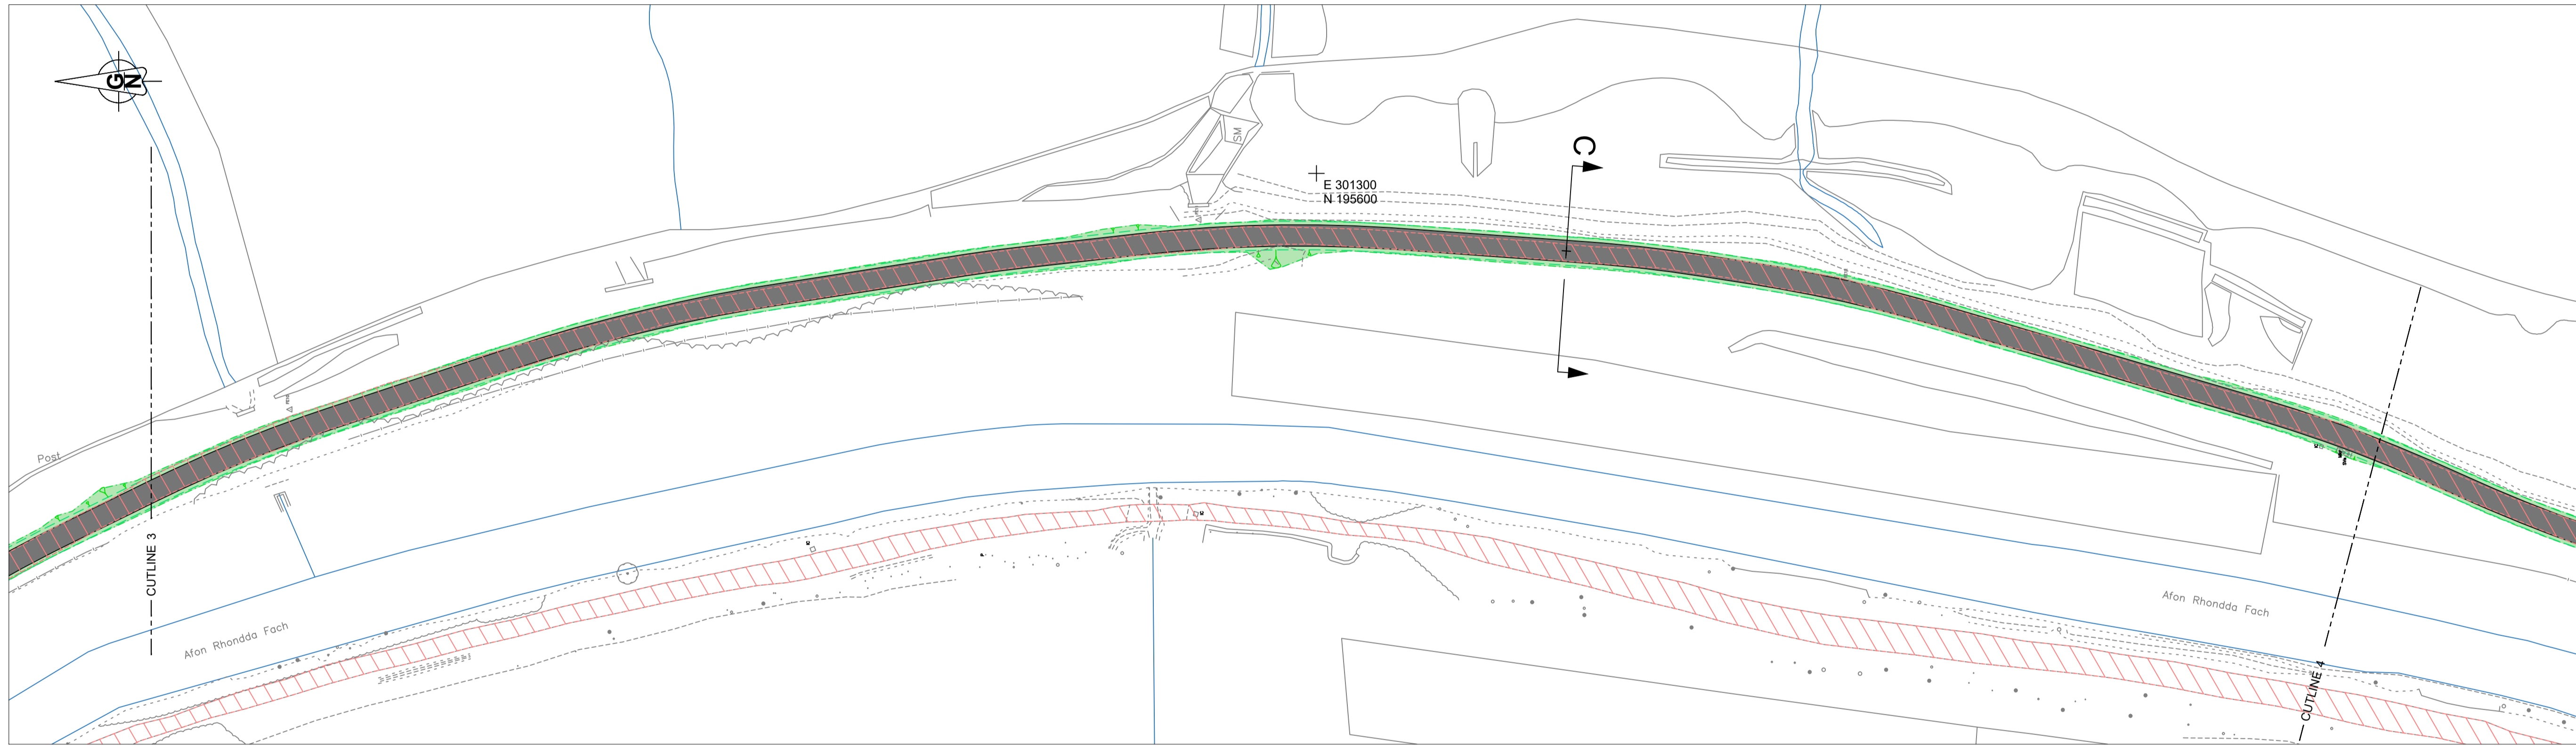 GN
C
SM
E 301300
N 195600
Post
CUTLINE 3
Afon Rhondda Fach
Afon Rhondda Fach
CUTLINE 4